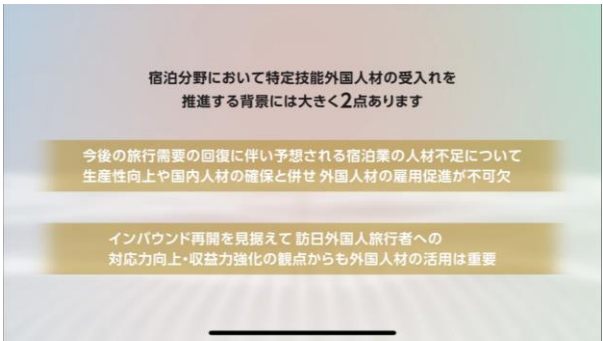 宿泊分野において特定技能外国人材の受入れを
推進する背景には大きく2点あります
今後の旅行需要の回復に伴い予想される宿泊業の人材不足について
生産性向上や国内人材の確保と併せ 外国人材の雇用促進が不可欠
インバウンド再開を見据えて 訪日外国人旅行者への
対応力向上・収益力強化の観点からも外国人材の活用は重要